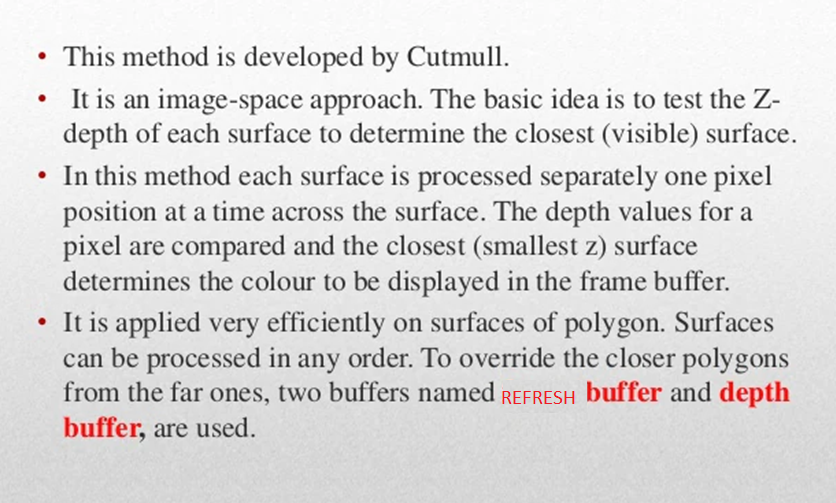 • This method is developed by Cutmull.
• It is an image-space approach. The basic idea is to test the Z-
depth of each surface to determine the closest (visible) surface.
• In this method each surface is processed separately one pixel
position at a time across the surface. The depth values for a
pixel are compared and the closest (smallest z) surface
determines the colour to be displayed in the frame buffer.
• It is applied very efficiently on surfaces of polygon. Surfaces
can be processed in any order. To override the closer polygons
from the far ones, two buffers named REFRESH buffer and depth
buffer, are used.